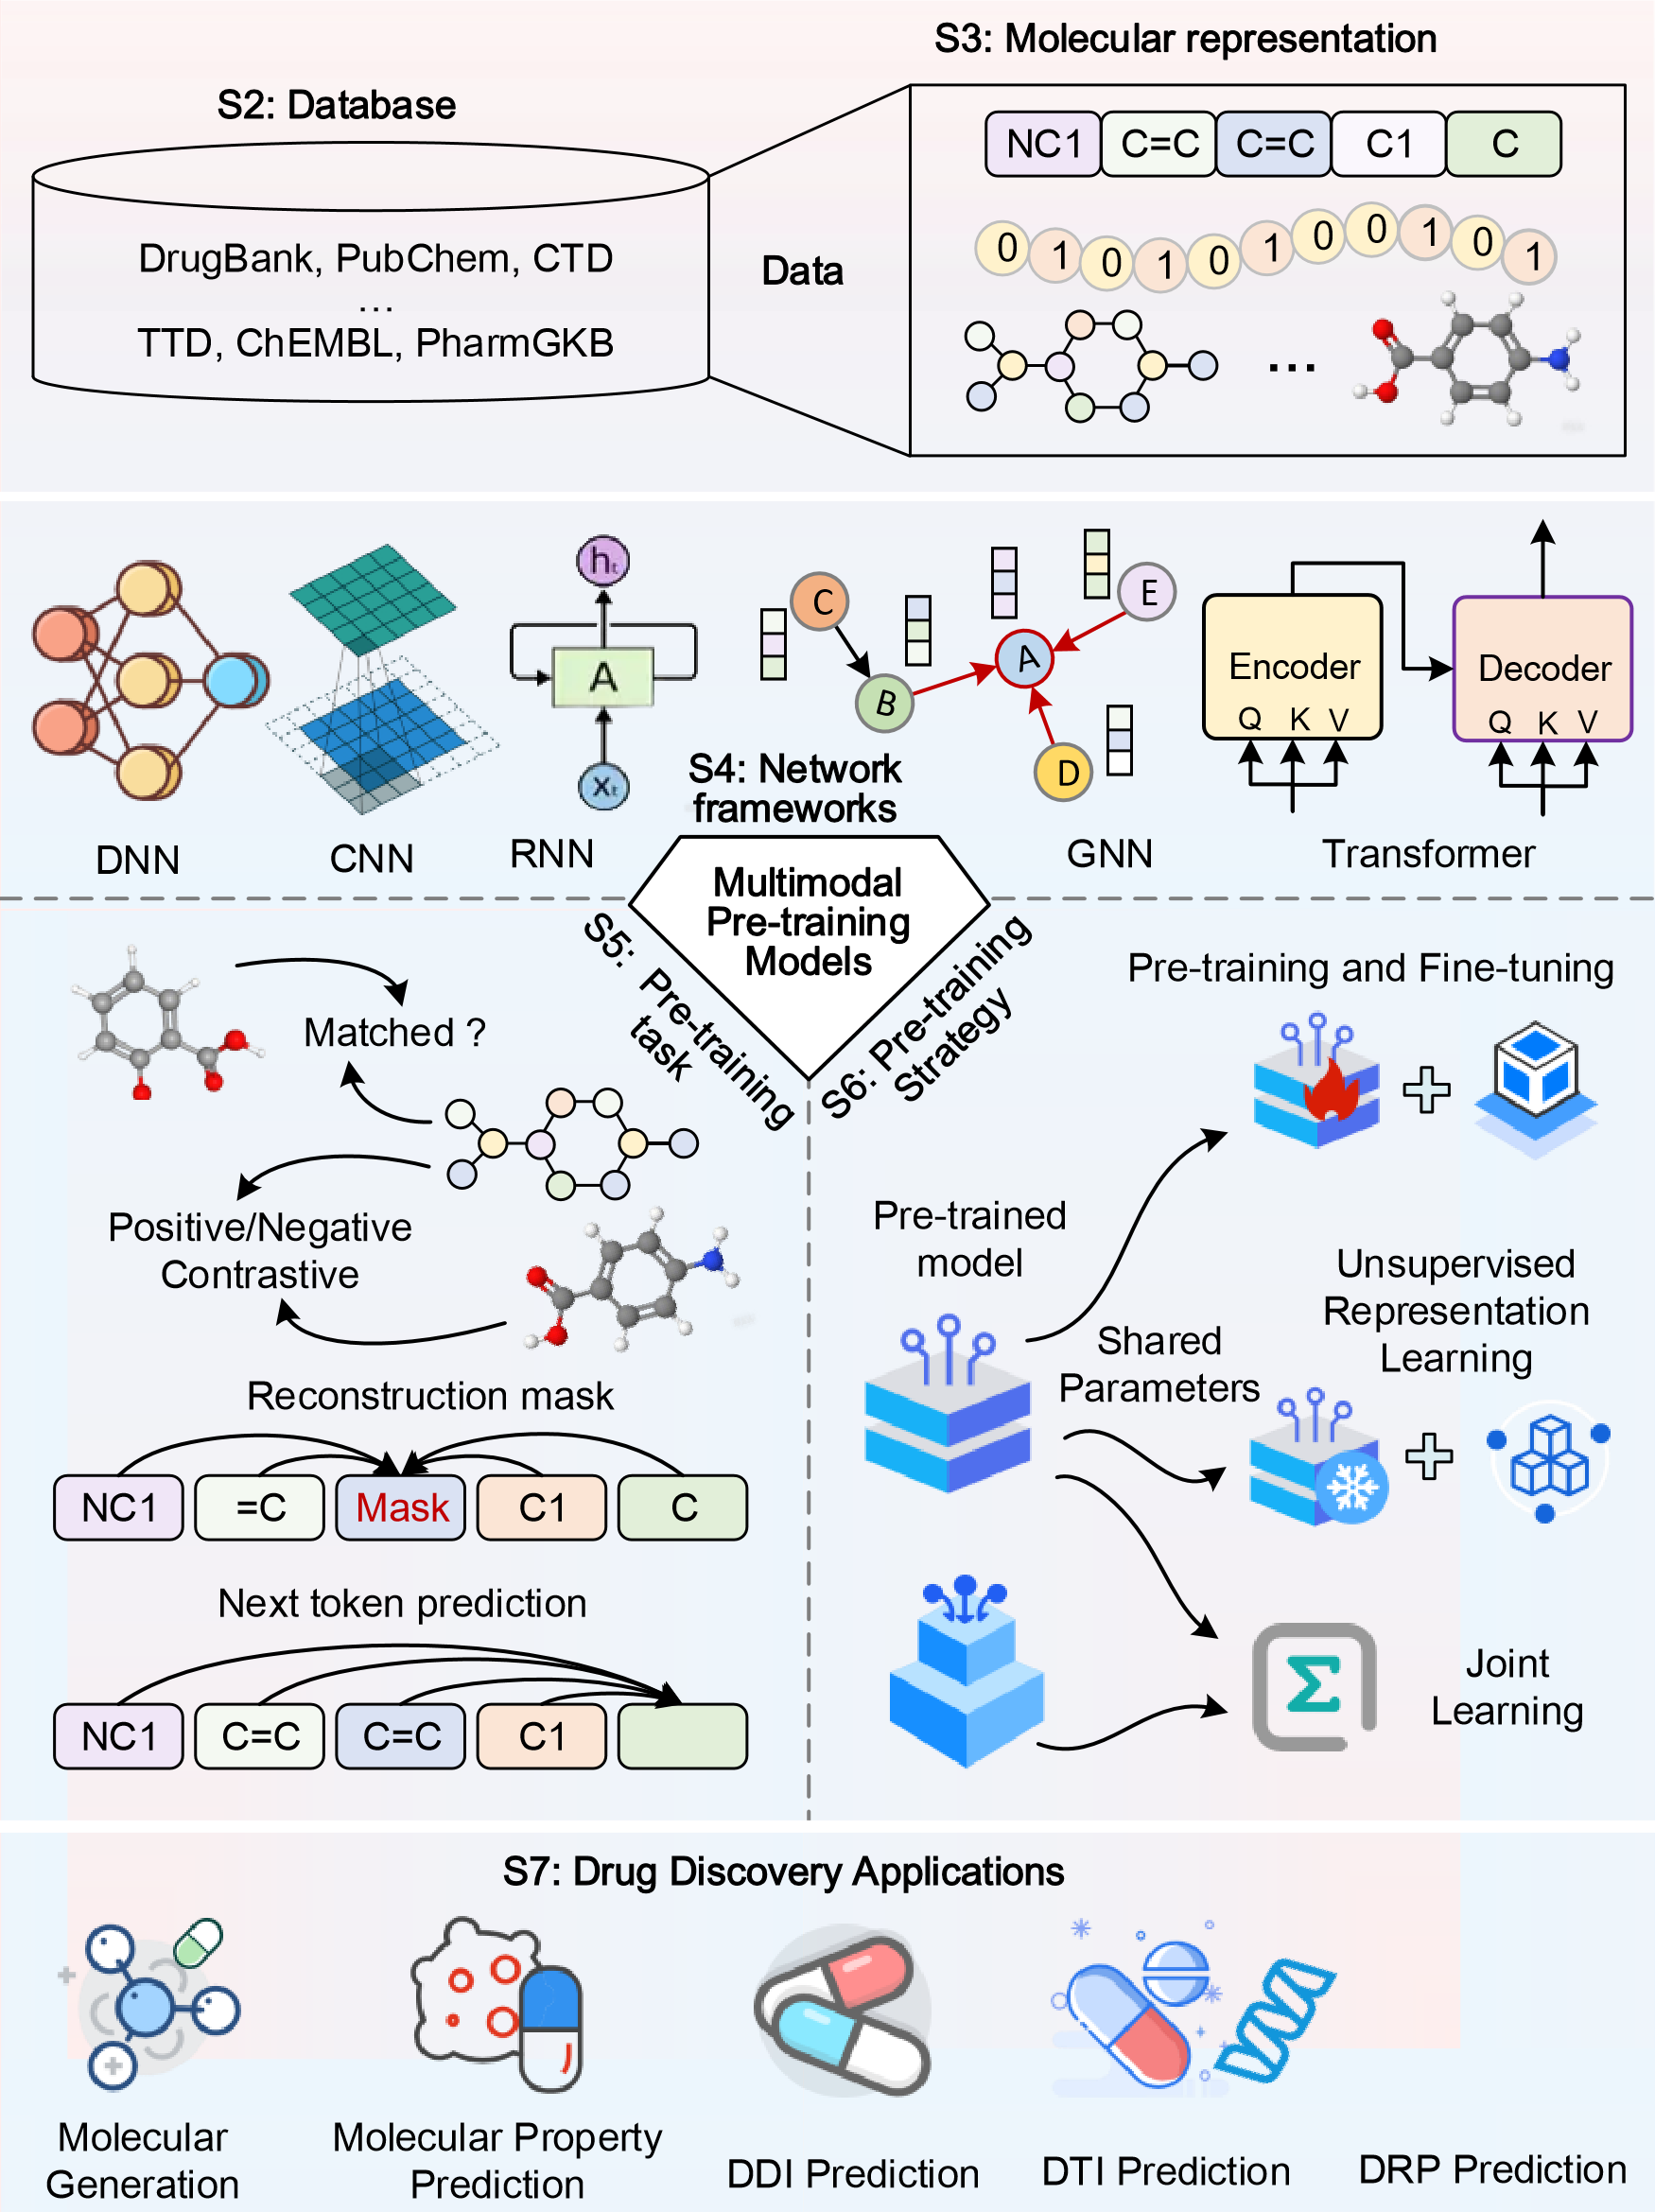 S3: Molecular representation
S2: Database
NC1 C=C C=C C1 C
0 1 0 1 0 1 0 0 1 0 1
DrugBank, PubChem, CTD
...
TTD, ChEMBL, PharmGKB
Data
...
hₜ
A
xₜ
C
B
A
E
D
Encoder
Q K V
Decoder
Q K V
S4: Network
frameworks
DNN
CNN
RNN
GNN
Transformer
Multimodal
Pre-training
Models
S5: Pre-training
task
S6: Pre-training
Strategy
Matched ?
Positive/Negative
Contrastive
Reconstruction mask
NC1 =C Mask C1 C
Next token prediction
NC1 C=C C=C C1
Pre-training and Fine-tuning
Pre-trained
model
Shared
Parameters
Unsupervised
Representation
Learning
Σ
Joint
Learning
S7: Drug Discovery Applications
Molecular
Generation
Molecular Property
Prediction
DDI Prediction
DTI Prediction
DRP Prediction